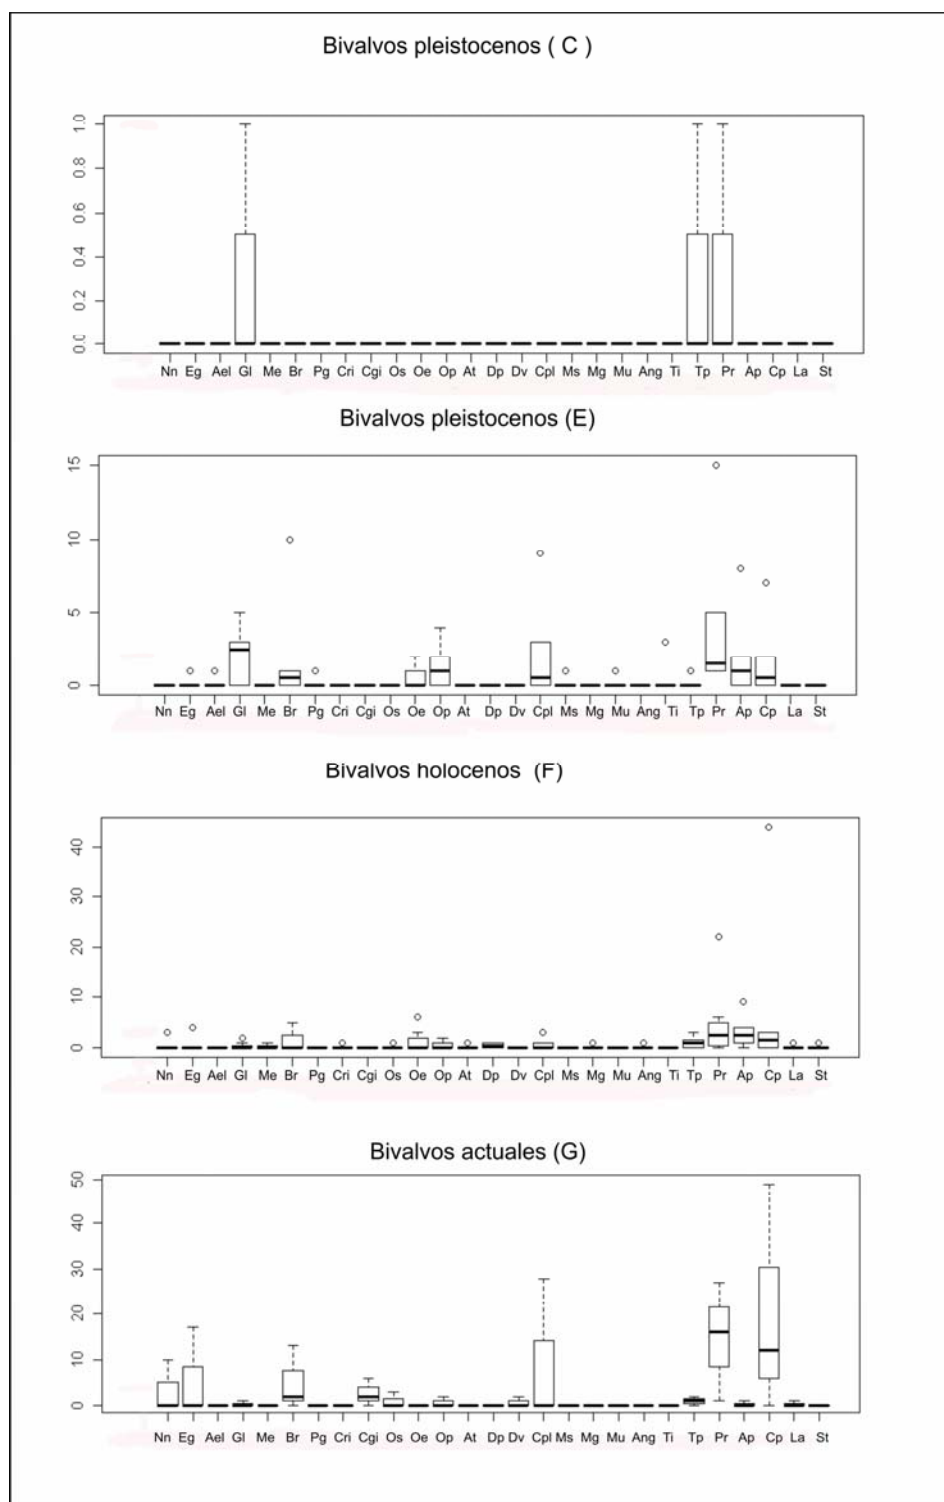 Bivalvos pleistocenos ( C )
1.0
0.8
0.6
0.4
0.2
0.0
Nn Eg Ael Gl Me Br Pg Cri Cgi Os Oe Op At Dp Dv Cpl Ms Mg Mu Ang Ti Tp Pr Ap Cp La St
Bivalvos pleistocenos (E)
15
10
5
0
Nn Eg Ael Gl Me Br Pg Cri Cgi Os Oe Op At Dp Dv Cpl Ms Mg Mu Ang Ti Tp Pr Ap Cp La St
Bivalvos holocenos (F)
40
30
20
10
0
Nn Eg Ael Gl Me Br Pg Cri Cgi Os Oe Op At Dp Dv Cpl Ms Mg Mu Ang Ti Tp Pr Ap Cp La St
Bivalvos actuales (G)
50
40
30
20
10
0
Nn Eg Ael Gl Me Br Pg Cri Cgi Os Oe Op At Dp Dv Cpl Ms Mg Mu Ang Ti Tp Pr Ap Cp La St